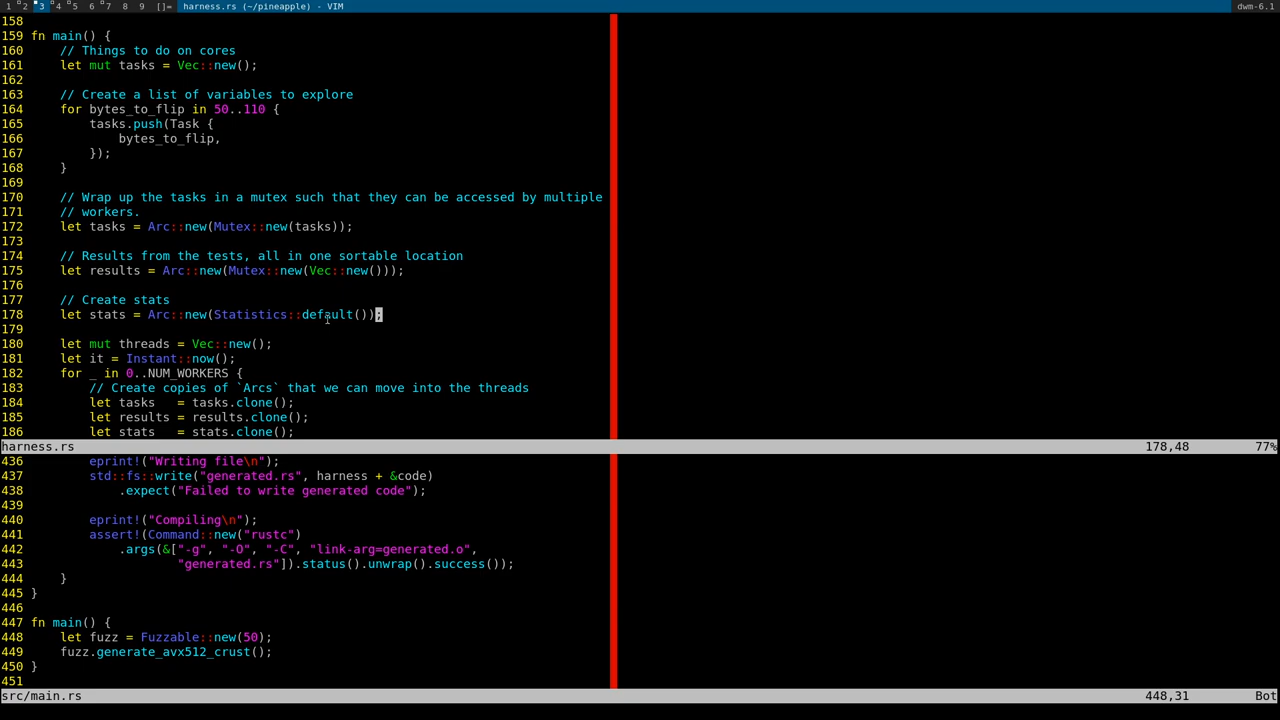 1 2 3 4 5 6 7 8 9 []= harness.rs (~/pineapple) - VIM dwm-6.1
158
159 fn main() {
160     // Things to do on cores
161     let mut tasks = Vec::new();
162
163     // Create a list of variables to explore
164     for bytes_to_flip in 50..110 {
165         tasks.push(Task {
166             bytes_to_flip,
167         });
168     }
169
170     // Wrap up the tasks in a mutex such that they can be accessed by multiple
171     // workers.
172     let tasks = Arc::new(Mutex::new(tasks));
173
174     // Results from the tests, all in one sortable location
175     let results = Arc::new(Mutex::new(Vec::new()));
176
177     // Create stats
178     let stats = Arc::new(Statistics::default());
179
180     let mut threads = Vec::new();
181     let it = Instant::now();
182     for _ in 0..NUM_WORKERS {
183         // Create copies of `Arcs` that we can move into the threads
184         let tasks   = tasks.clone();
185         let results = results.clone();
186         let stats   = stats.clone();
harness.rs 178,48 77%
436         eprint!("Writing file\n");
437         std::fs::write("generated.rs", harness + &code)
438             .expect("Failed to write generated code");
439
440         eprint!("Compiling\n");
441         assert!(Command::new("rustc")
442             .args(&["-g", "-O", "-C", "link-arg=generated.o",
443                     "generated.rs"]).status().unwrap().success());
444     }
445 }
446
447 fn main() {
448     let fuzz = Fuzzable::new(50);
449     fuzz.generate_avx512_crust();
450 }
451
src/main.rs 448,31 Bot